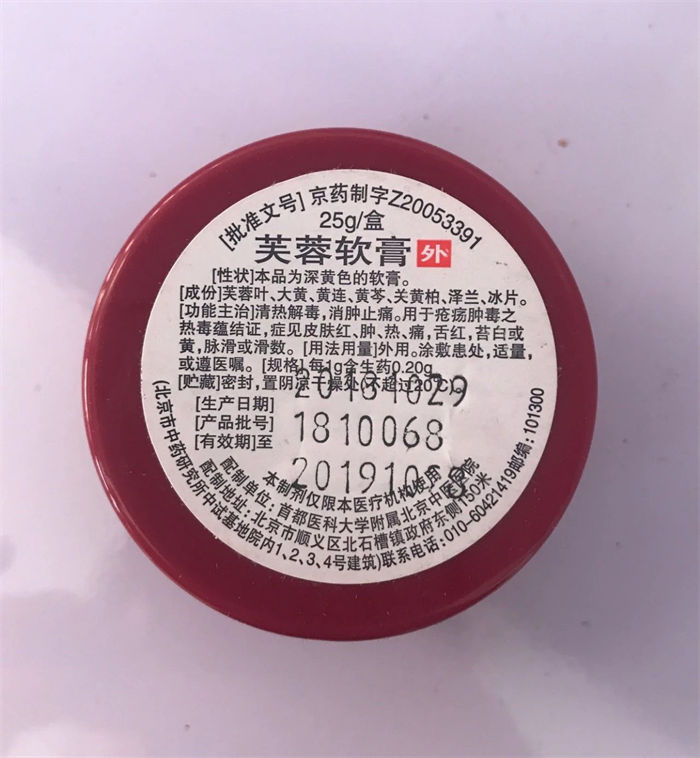 [批准文号]京药制字Z20053391
25g/盒
芙蓉软膏 外
[性状]本品为深黄色的软膏。
[成份]芙蓉叶、大黄、黄连、黄芩、关黄柏、泽兰、冰片。
[功能主治]清热解毒,消肿止痛。用于疮疡肿毒之
热毒蕴结证,症见皮肤红、肿、热、痛,舌红,苔白或
黄,脉滑或滑数。[用法用量]外用。涂敷患处,适量,
或遵医嘱。[规格]每1g含生药0.20g
[贮藏]密封,置阴凉干燥处(不超过20℃)。
[生产日期] 20181029
[产品批号] 1810068
[有效期]至 20191028
本制剂仅限本医疗机构使用
配制单位:首都医科大学附属北京中医医院
配制地址:北京市顺义区北石槽镇政府东侧150米
(北京市中药研究所中试基地院内1、2、3、4号建筑)联系电话:010-60421419邮编:101300